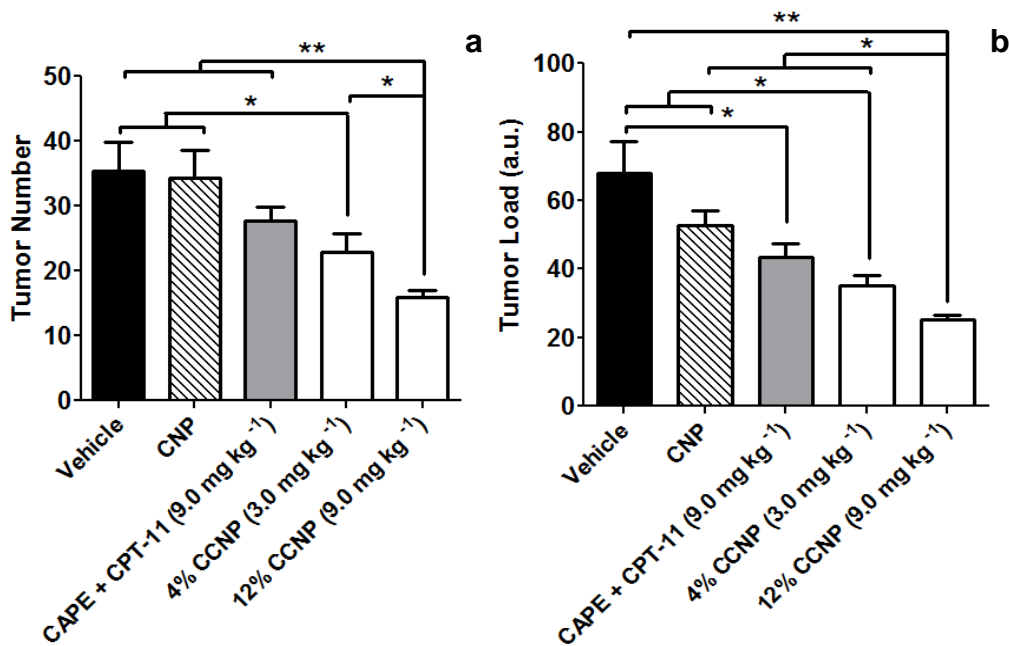 a
**
*
*
50
40
30
20
10
0
Tumor Number
Vehicle
CNP
CAPE + CPT-11 (9.0 mg kg ⁻¹)
4% CCNP (3.0 mg kg ⁻¹)
12% CCNP (9.0 mg kg ⁻¹)
b
**
*
*
*
100
80
60
40
20
0
Tumor Load (a.u.)
Vehicle
CNP
CAPE + CPT-11 (9.0 mg kg ⁻¹)
4% CCNP (3.0 mg kg ⁻¹)
12% CCNP (9.0 mg kg ⁻¹)